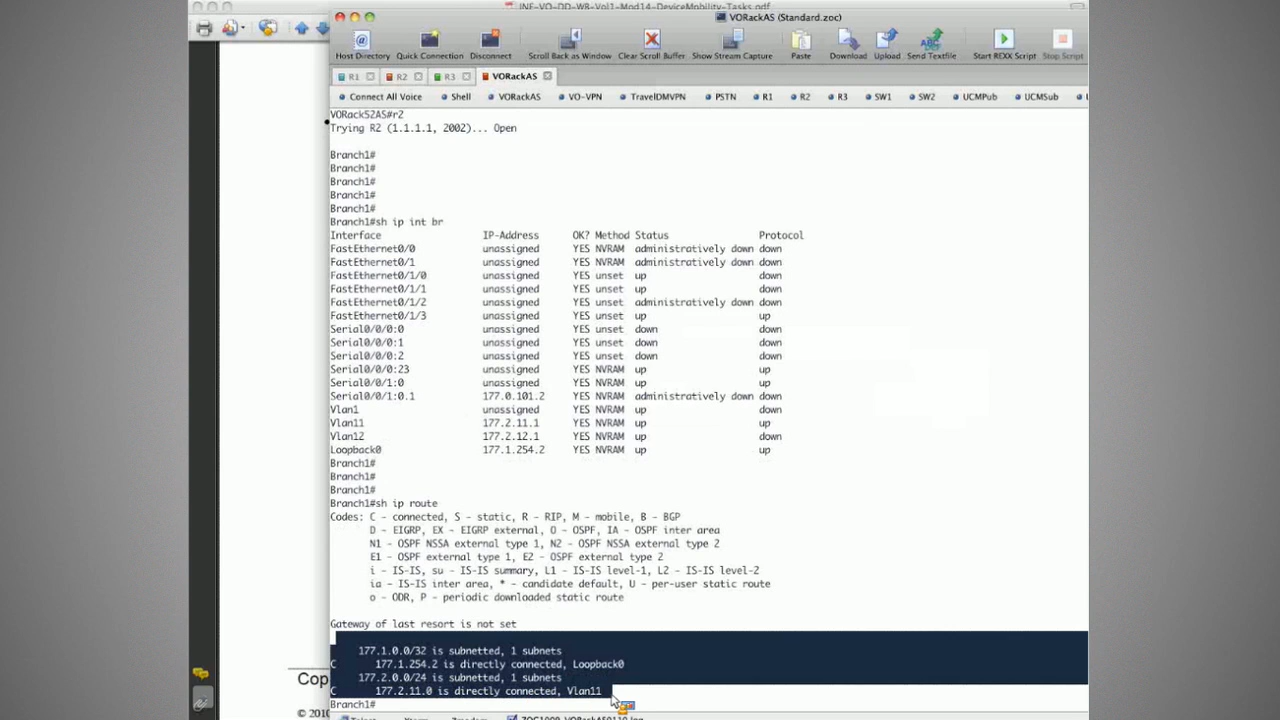 INE-VO-DD-WB-Vol1-Mod14-DeviceMobility-Tasks.pdf
VORackAS (Standard.zoc)
Host Directory Quick Connection Disconnect Scroll Back as Window Clear Scroll Buffer Show Stream Capture Paste Download Upload Send Textfile Start REXX Script Stop Script
R1 R2 R3 VORackAS
Connect All Voice Shell VORackAS VO-VPN TravelDMVPN PSTN R1 R2 R3 SW1 SW2 UCMPub UCMSub
VORack52AS#r2
Trying R2 (1.1.1.1, 2002)... Open
Branch1#
Branch1#
Branch1#
Branch1#
Branch1#
Branch1#sh ip int br
Interface IP-Address OK? Method Status Protocol
FastEthernet0/0 unassigned YES NVRAM administratively down down
FastEthernet0/1 unassigned YES NVRAM administratively down down
FastEthernet0/1/0 unassigned YES unset up down
FastEthernet0/1/1 unassigned YES unset up down
FastEthernet0/1/2 unassigned YES unset administratively down down
FastEthernet0/1/3 unassigned YES unset up up
Serial0/0/0:0 unassigned YES unset down down
Serial0/0/0:1 unassigned YES unset down down
Serial0/0/0:2 unassigned YES unset down down
Serial0/0/0:23 unassigned YES NVRAM up up
Serial0/0/1:0 unassigned YES NVRAM up up
Serial0/0/1:0.1 177.0.101.2 YES NVRAM administratively down down
Vlan1 unassigned YES NVRAM up down
Vlan11 177.2.11.1 YES NVRAM up up
Vlan12 177.2.12.1 YES NVRAM up down
Loopback0 177.1.254.2 YES NVRAM up up
Branch1#
Branch1#
Branch1#
Branch1#sh ip route
Codes: C - connected, S - static, R - RIP, M - mobile, B - BGP
D - EIGRP, EX - EIGRP external, O - OSPF, IA - OSPF inter area
N1 - OSPF NSSA external type 1, N2 - OSPF NSSA external type 2
E1 - OSPF external type 1, E2 - OSPF external type 2
i - IS-IS, su - IS-IS summary, L1 - IS-IS level-1, L2 - IS-IS level-2
ia - IS-IS inter area, * - candidate default, U - per-user static route
o - ODR, P - periodic downloaded static route
Gateway of last resort is not set
177.1.0.0/32 is subnetted, 1 subnets
C 177.1.254.2 is directly connected, Loopback0
177.2.0.0/24 is subnetted, 1 subnets
C 177.2.11.0 is directly connected, Vlan11
Branch1#
Cop